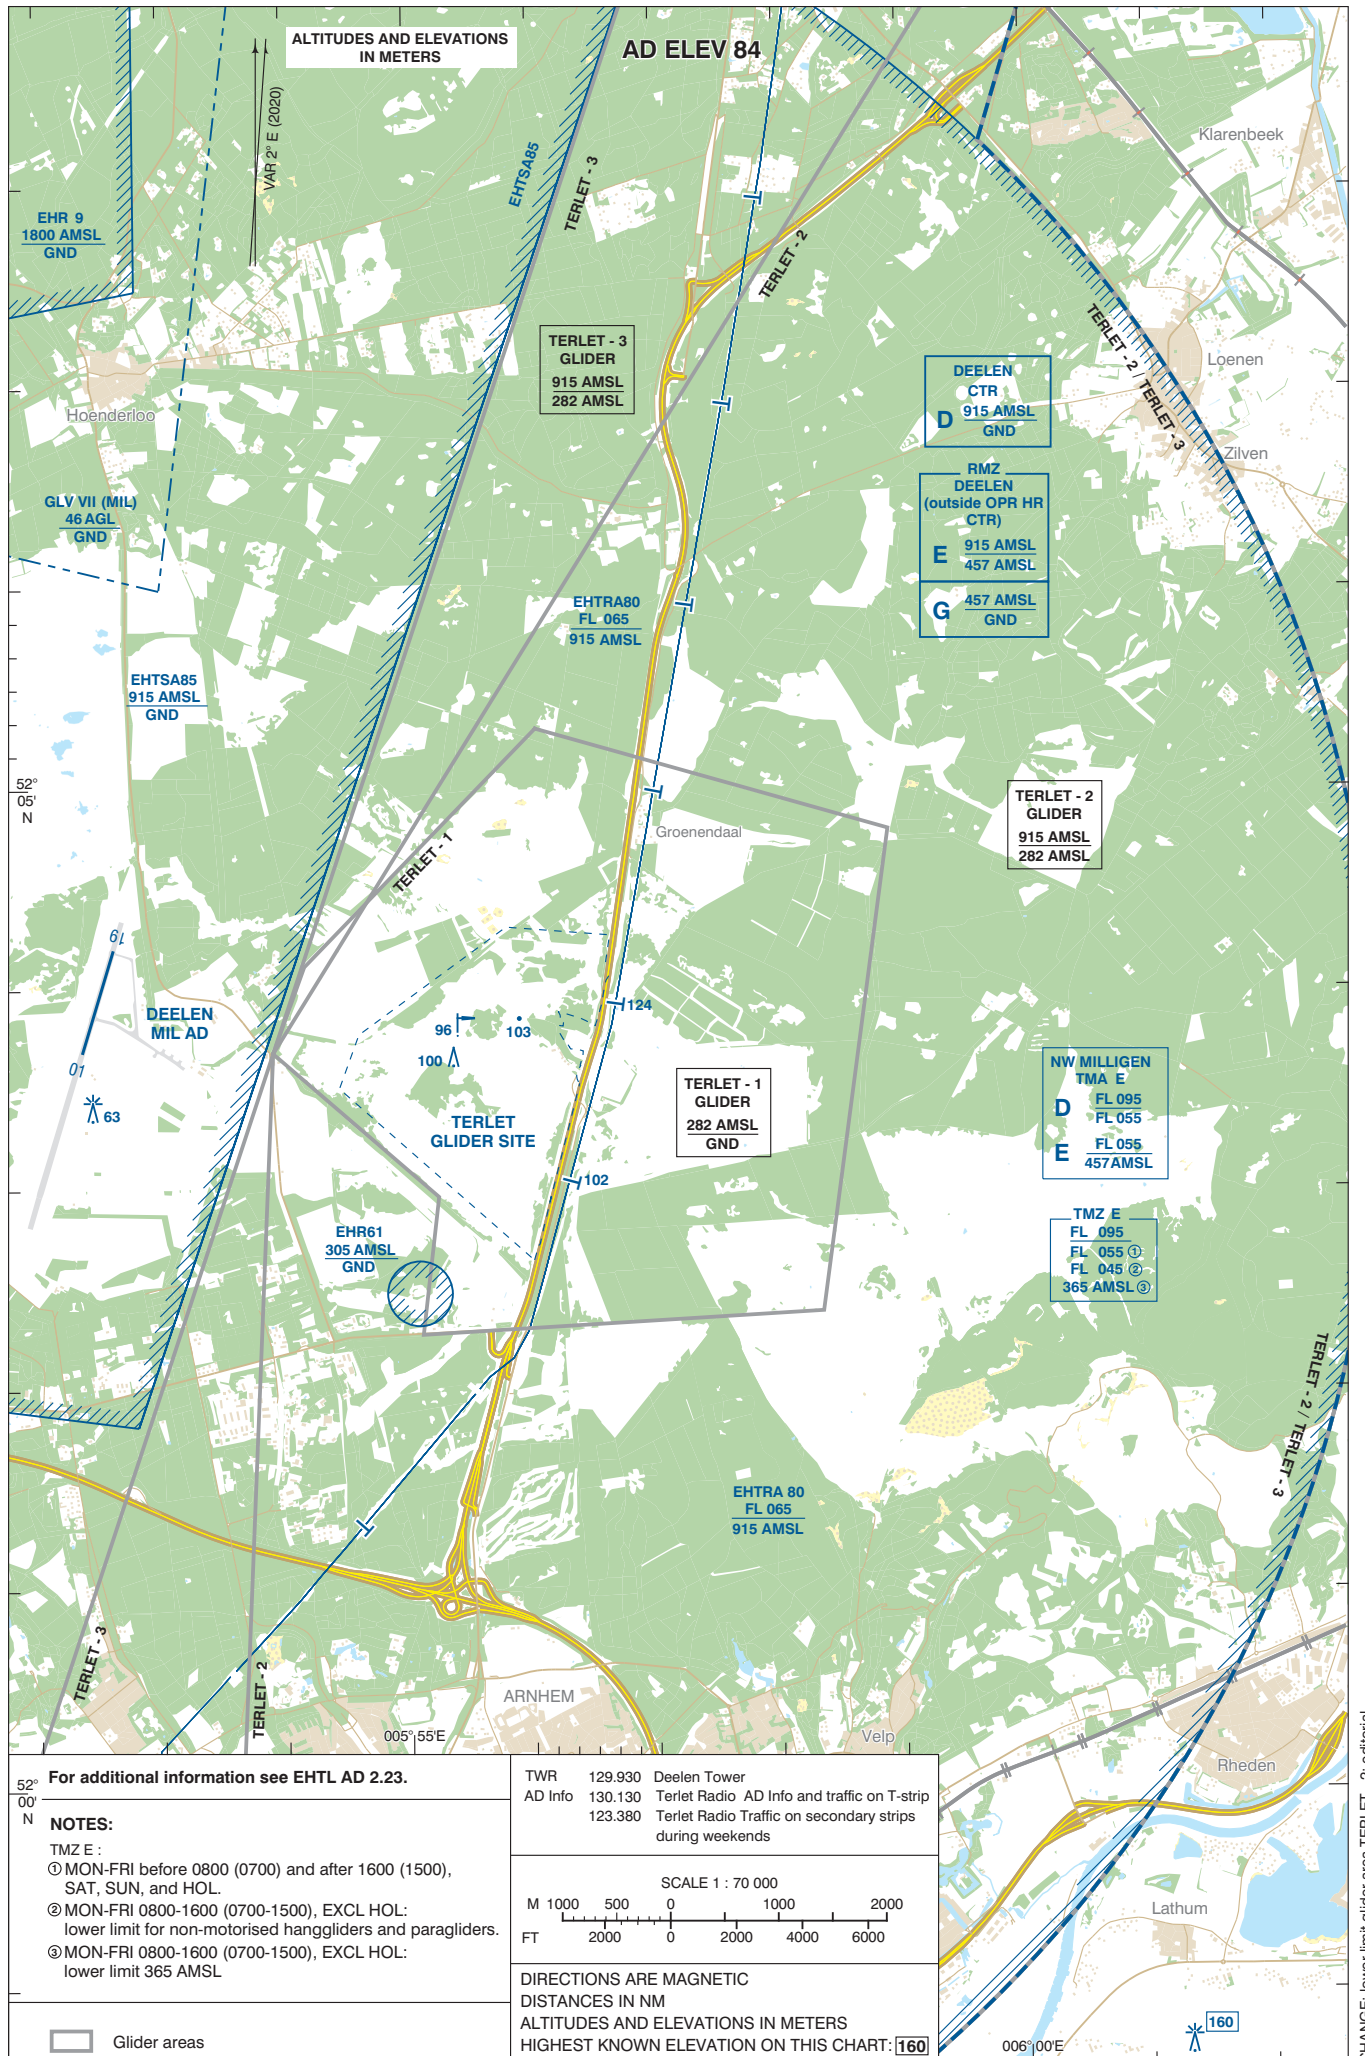 ALTITUDES AND ELEVATIONS
IN METERS
AD ELEV 84
VAR 2° E (2020)
EHTSA85
TERLET - 3
TERLET - 2
Klarenbeek
EHR 9
1800 AMSL
GND
TERLET - 3
GLIDER
915 AMSL
282 AMSL
DEELEN
CTR
D
915 AMSL
GND
TERLET - 2 / TERLET - 3
Loenen
Zilven
Hoenderloo
RMZ
DEELEN
(outside OPR HR
CTR)
E
915 AMSL
457 AMSL
G
457 AMSL
GND
GLV VII (MIL)
46 AGL
GND
EHTRA80
FL 065
915 AMSL
EHTSA85
915 AMSL
GND
52°
05'
N
TERLET - 1
Groenendaal
TERLET - 2
GLIDER
915 AMSL
282 AMSL
19
DEELEN
MIL AD
01
63
96
103
100
124
TERLET
GLIDER SITE
TERLET - 1
GLIDER
282 AMSL
GND
102
NW MILLIGEN
TMA E
D
FL 095
FL 055
E
FL 055
457AMSL
TMZ E
FL 095
FL 055 ①
FL 045 ②
365 AMSL ③
EHR61
305 AMSL
GND
TERLET - 2 / TERLET - 3
EHTRA 80
FL 065
915 AMSL
TERLET - 3
TERLET - 2
ARNHEM
005°55'E
Velp
Rheden
Lathum
160
006°00'E
52°
00'
N
For additional information see EHTL AD 2.23.
NOTES:
TMZ E :
① MON-FRI before 0800 (0700) and after 1600 (1500),
SAT, SUN, and HOL.
② MON-FRI 0800-1600 (0700-1500), EXCL HOL:
lower limit for non-motorised hanggliders and paragliders.
③ MON-FRI 0800-1600 (0700-1500), EXCL HOL:
lower limit 365 AMSL
Glider areas
TWR 129.930 Deelen Tower
AD Info 130.130 Terlet Radio AD Info and traffic on T-strip
123.380 Terlet Radio Traffic on secondary strips
during weekends
SCALE 1 : 70 000
M 1000 500 0 1000 2000
FT 2000 0 2000 4000 6000
DIRECTIONS ARE MAGNETIC
DISTANCES IN NM
ALTITUDES AND ELEVATIONS IN METERS
HIGHEST KNOWN ELEVATION ON THIS CHART: 160